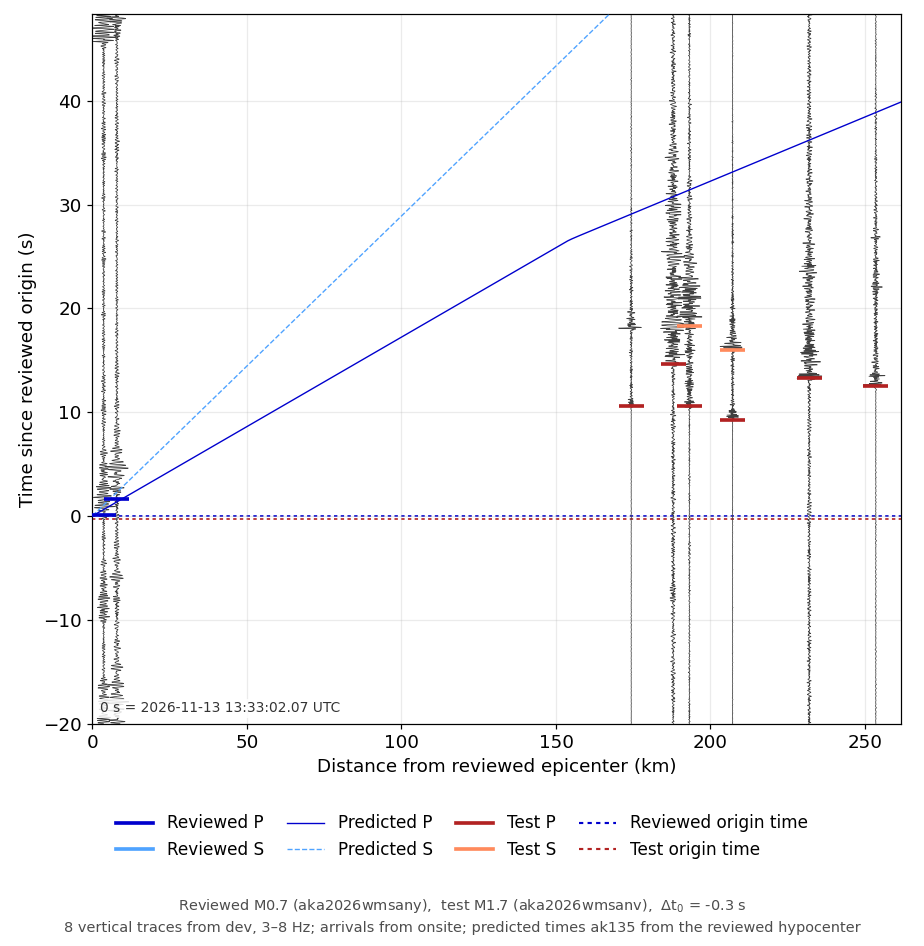 40
30
20
10
0
−10
−20
Time since reviewed origin (s)
0 s = 2026-11-13 13:33:02.07 UTC
0 50 100 150 200 250
Distance from reviewed epicenter (km)
Reviewed P Predicted P Test P Reviewed origin time
Reviewed S Predicted S Test S Test origin time
Reviewed M0.7 (aka2026wmsany), test M1.7 (aka2026wmsanv), Δt₀ = -0.3 s
8 vertical traces from dev, 3–8 Hz; arrivals from onsite; predicted times ak135 from the reviewed hypocenter